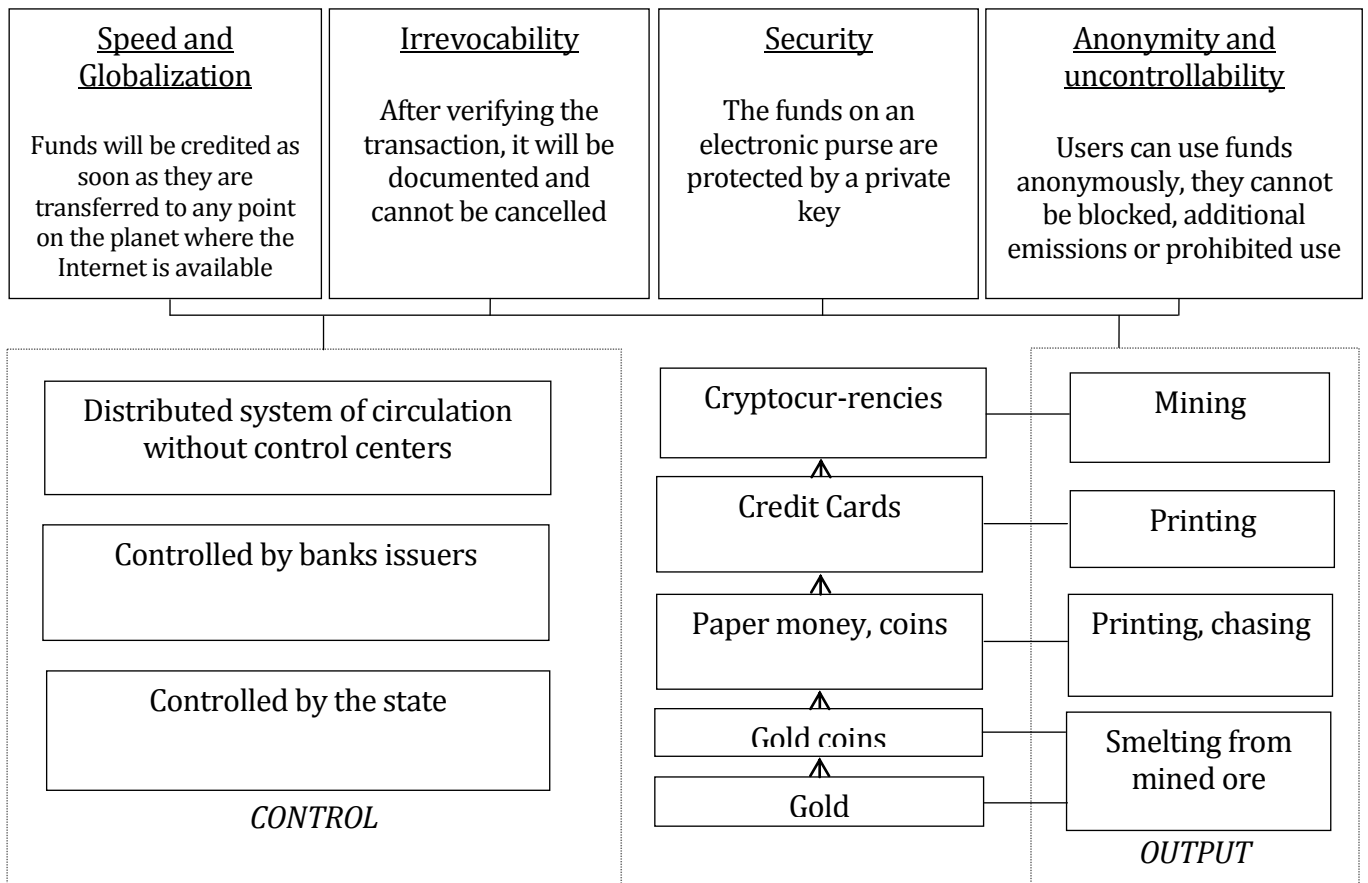 Speed and
Globalization
Funds will be credited as
soon as they are
transferred to any point
on the planet where the
Internet is available
Irrevocability
After verifying the
transaction, it will be
documented and
cannot be cancelled
Security
The funds on an
electronic purse are
protected by a private
key
Anonymity and
uncontrollability
Users can use funds
anonymously, they cannot
be blocked, additional
emissions or prohibited use
Distributed system of circulation
without control centers
Controlled by banks issuers
Controlled by the state
CONTROL
Cryptocur-rencies
Credit Cards
Paper money, coins
Gold coins
Gold
Mining
Printing
Printing, chasing
Smelting from
mined ore
OUTPUT